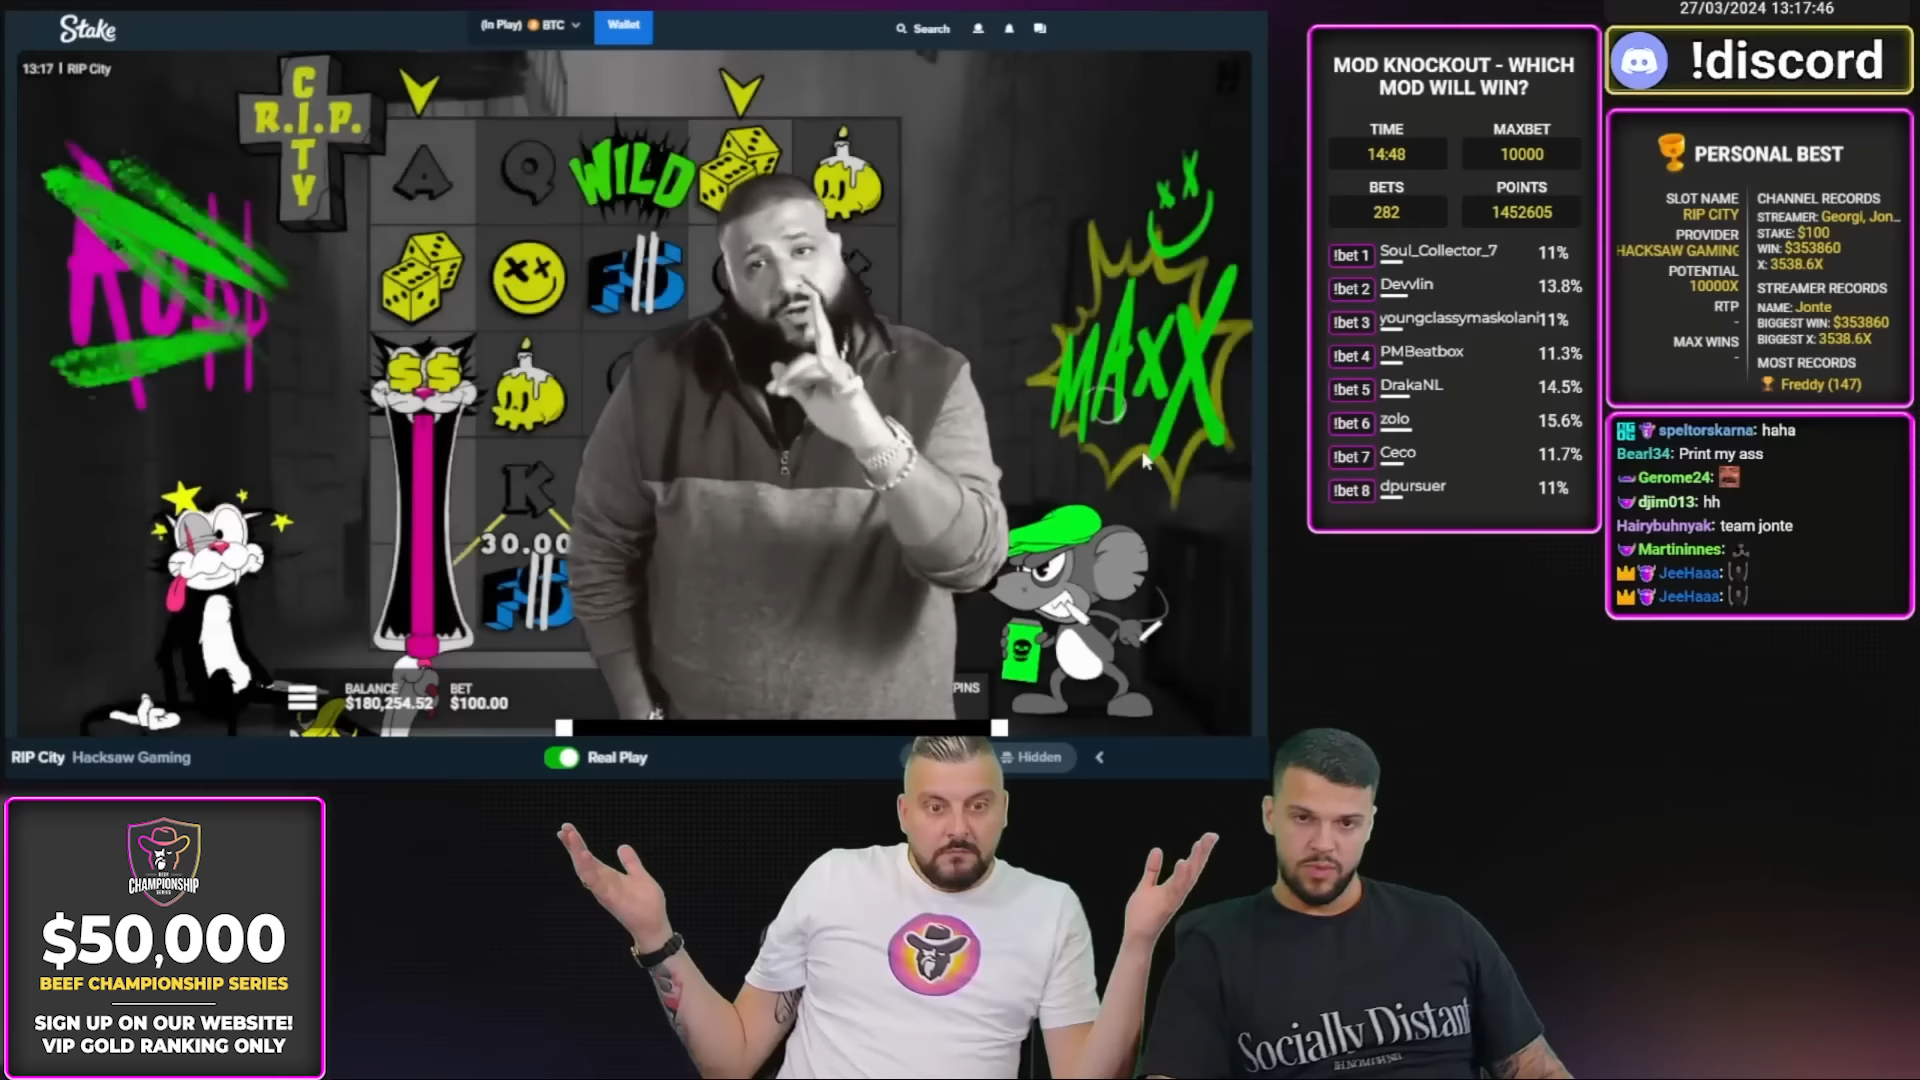 Stake
(In Play) BTC
Wallet
Search
13:17 | RIP City
C
R.I.P.
T
Y
A
Q
WILD
FS
K
30.00
FS
$$
MAXX
BALANCE
$180,254.52
BET
$100.00
PINS
RIP City Hacksaw Gaming
Real Play
Hidden
BEEF
CHAMPIONSHIP
SERIES
$50,000
BEEF CHAMPIONSHIP SERIES
SIGN UP ON OUR WEBSITE!
VIP GOLD RANKING ONLY
Socially Distant
MOD KNOCKOUT - WHICH
MOD WILL WIN?
TIME
14:48
MAXBET
10000
BETS
282
POINTS
1452605
!bet 1 Soul_Collector_7 11%
!bet 2 Devvlin 13.8%
!bet 3 youngclassymaskolani 11%
!bet 4 PMBeatbox 11.3%
!bet 5 DrakaNL 14.5%
!bet 6 zolo 15.6%
!bet 7 Ceco 11.7%
!bet 8 dpursuer 11%
27/03/2024 13:17:46
!discord
PERSONAL BEST
SLOT NAME
RIP CITY
PROVIDER
HACKSAW GAMING
POTENTIAL
10000X
RTP
-
MAX WINS
-
CHANNEL RECORDS
STREAMER: Georgi, Jon...
STAKE: $100
WIN: $353860
X: 3538.6X
STREAMER RECORDS
NAME: Jonte
BIGGEST WIN: $353860
BIGGEST X: 3538.6X
MOST RECORDS
Freddy (147)
speltorskarna: haha
Bearl34: Print my ass
Gerome24:
djim013: hh
Hairybuhnyak: team jonte
Martininnes:
JeeHaaa:
JeeHaaa: